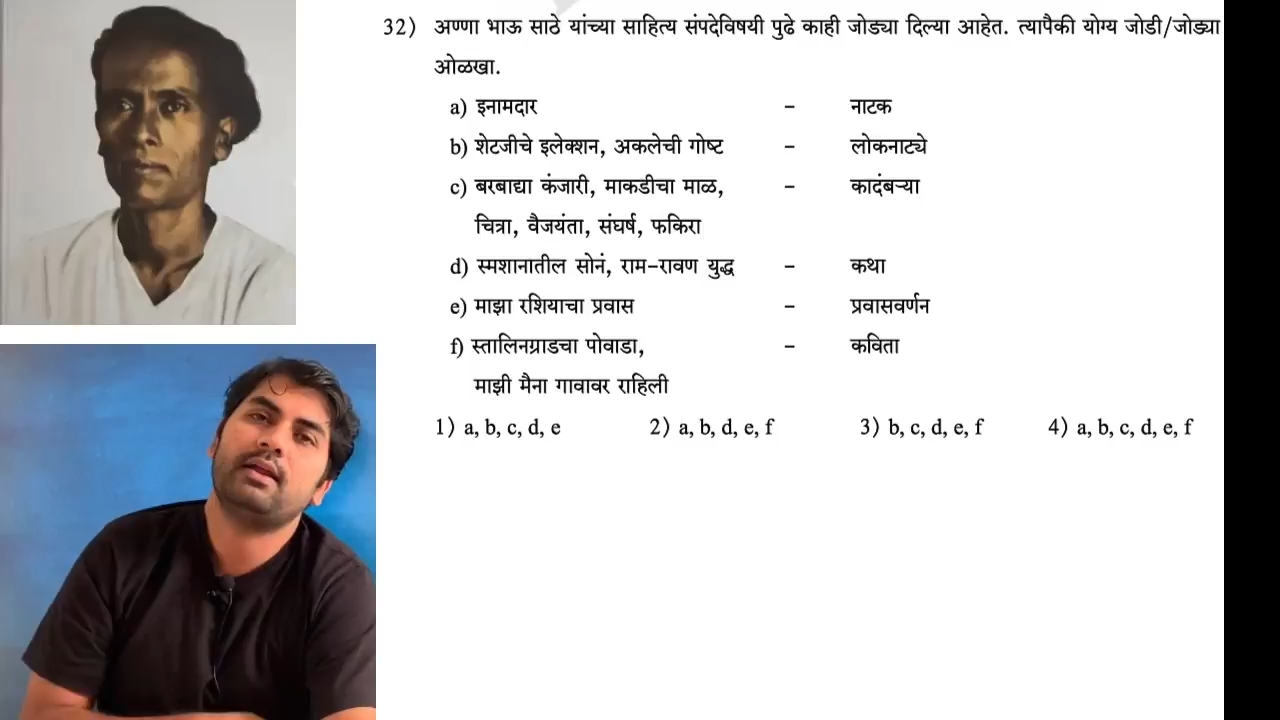 32) अण्णा भाऊ साठे यांच्या साहित्य संपदेविषयी पुढे काही जोड्या दिल्या आहेत. त्यापैकी योग्य जोडी/जोड्या
ओळखा.
a) इनामदार – नाटक
b) शेटजीचे इलेक्शन, अकलेची गोष्ट – लोकनाट्ये
c) बरबाद्या कंजारी, माकडीचा माळ, – कादंबऱ्या
चित्रा, वैजयंता, संघर्ष, फकिरा
d) स्मशानातील सोनं, राम–रावण युद्ध – कथा
e) माझा रशियाचा प्रवास – प्रवासवर्णन
f) स्तालिनग्राडचा पोवाडा, – कविता
माझी मैना गावावर राहिली
1) a, b, c, d, e 2) a, b, d, e, f 3) b, c, d, e, f 4) a, b, c, d, e, f